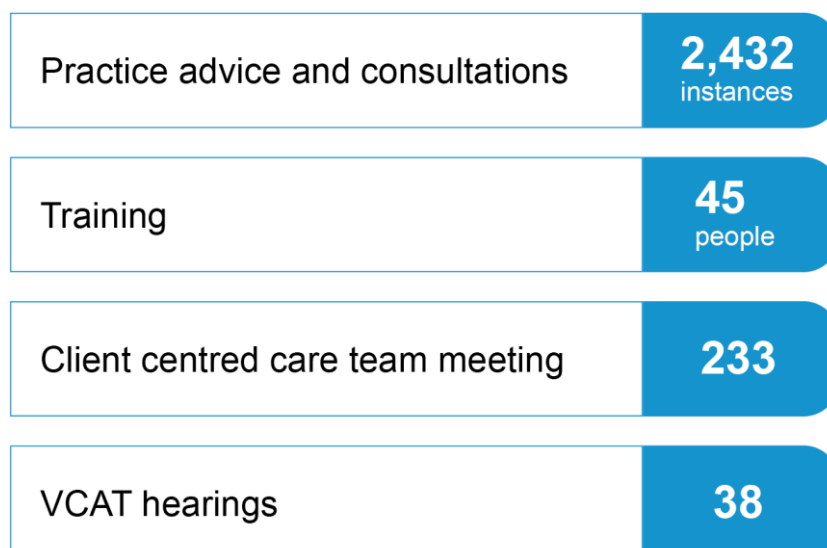 Practice advice and consultations
2,432
instances
Training
45
people
Client centred care team meeting
233
VCAT hearings
38